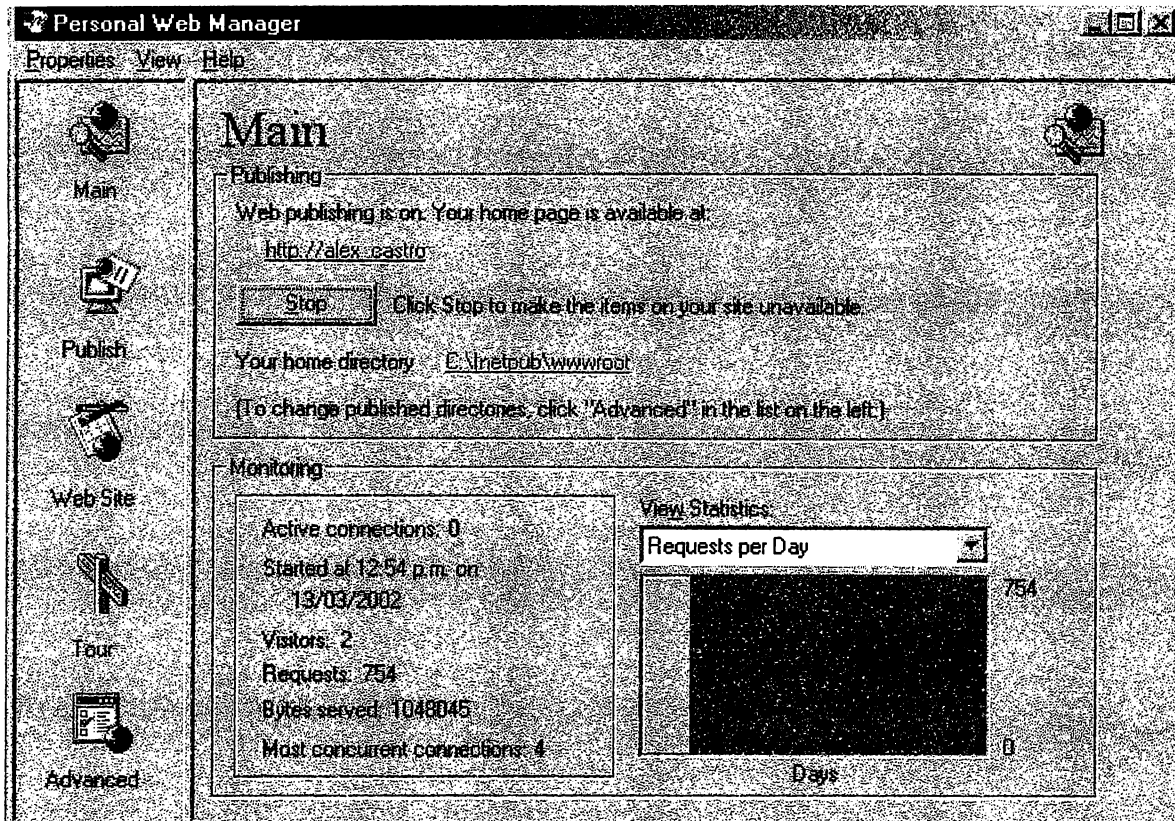 Personal Web Manager
Properties View Help
Main
Publish
Web Site
Tour
Advanced
Main
Publishing
Web publishing is on. Your home page is available at:
http://alex_castro
Stop
Click Stop to make the items on your site unavailable.
Your home directory C:\Inetpub\wwwroot
(To change published directories, click "Advanced" in the list on the left.)
Monitoring
Active connections: 0
Started at 12:54 p.m. on
13/03/2002
Visitors: 2
Requests: 754
Bytes served: 1048045
Most concurrent connections: 4
View Statistics:
Requests per Day
754
0
Days